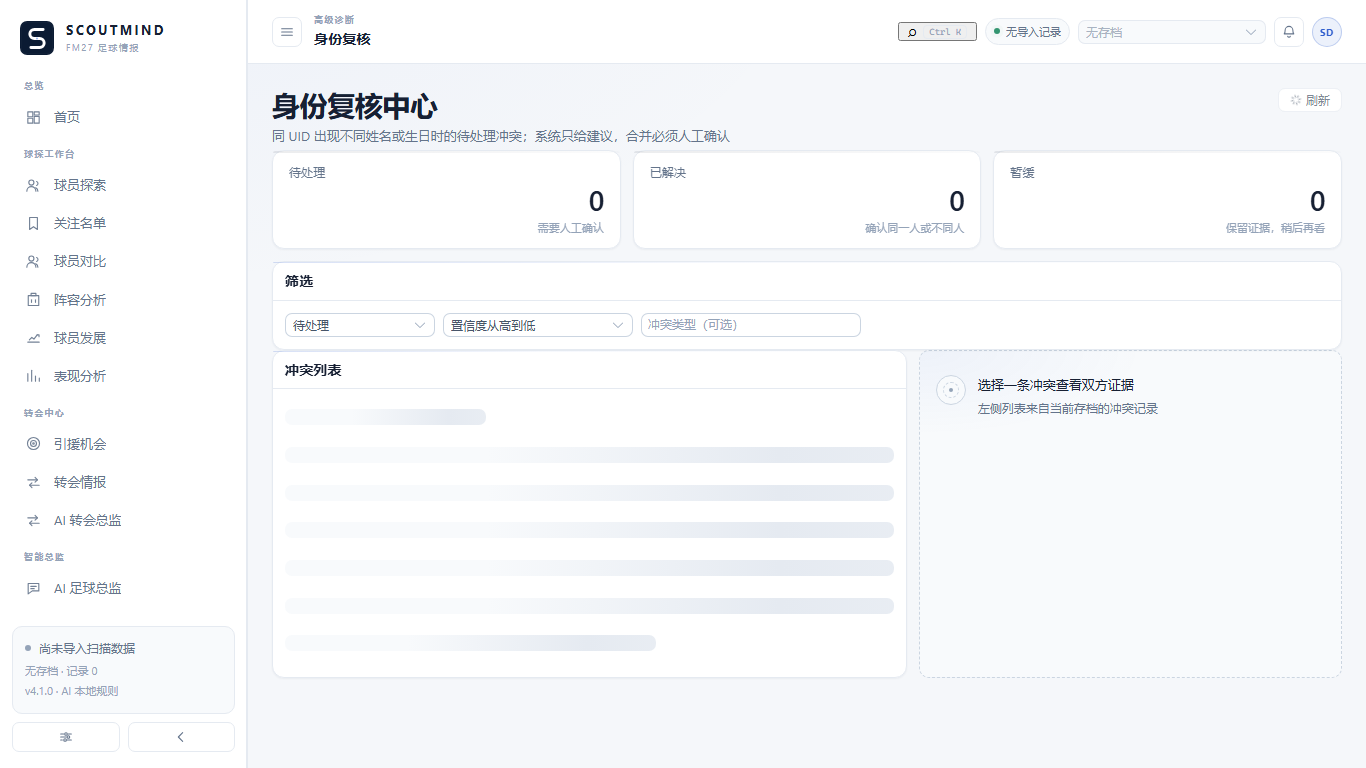 SCOUTMIND
FM27 足球情报
总览
首页
球探工作台
球员探索
关注名单
球员对比
阵容分析
球员发展
表现分析
转会中心
引援机会
转会情报
AI 转会总监
智能总监
AI 足球总监
尚未导入扫描数据
无存档 · 记录 0
v4.1.0 · AI 本地规则
高级诊断
身份复核
Ctrl K
无导入记录
无存档
SD
身份复核中心
同 UID 出现不同姓名或生日时的待处理冲突；系统只给建议，合并必须人工确认
刷新
待处理
0
需要人工确认
已解决
0
确认同一人或不同人
暂缓
0
保留证据，稍后再看
筛选
待处理
置信度从高到低
冲突类型（可选）
冲突列表
选择一条冲突查看双方证据
左侧列表来自当前存档的冲突记录